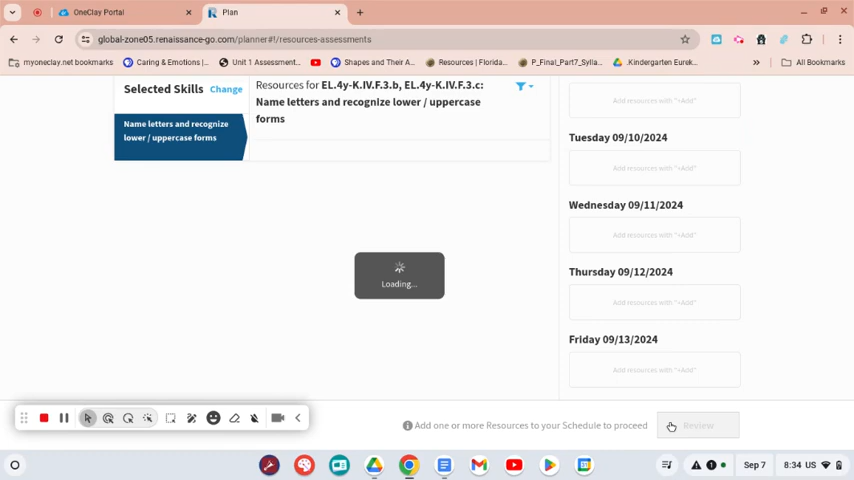 OneClay Portal
Plan
global-zone05.renaissance-go.com/planner#!/resources-assessments
myoneclay.net bookmarks
Caring & Emotions |...
Unit 1 Assessment...
Shapes and Their A...
Resources | Florida...
P_Final_Part7_Sylla...
.Kindergarten Eurek...
All Bookmarks
Selected Skills Change
Name letters and recognize
lower / uppercase forms
Resources for EL.4y-K.IV.F.3.b, EL.4y-K.IV.F.3.c:
Name letters and recognize lower / uppercase
forms
Loading...
Add resources with "+Add"
Tuesday 09/10/2024
Add resources with "+Add"
Wednesday 09/11/2024
Add resources with "+Add"
Thursday 09/12/2024
Add resources with "+Add"
Friday 09/13/2024
Add resources with "+Add"
Add one or more Resources to your Schedule to proceed
Review
1
Sep 7
8:34 US